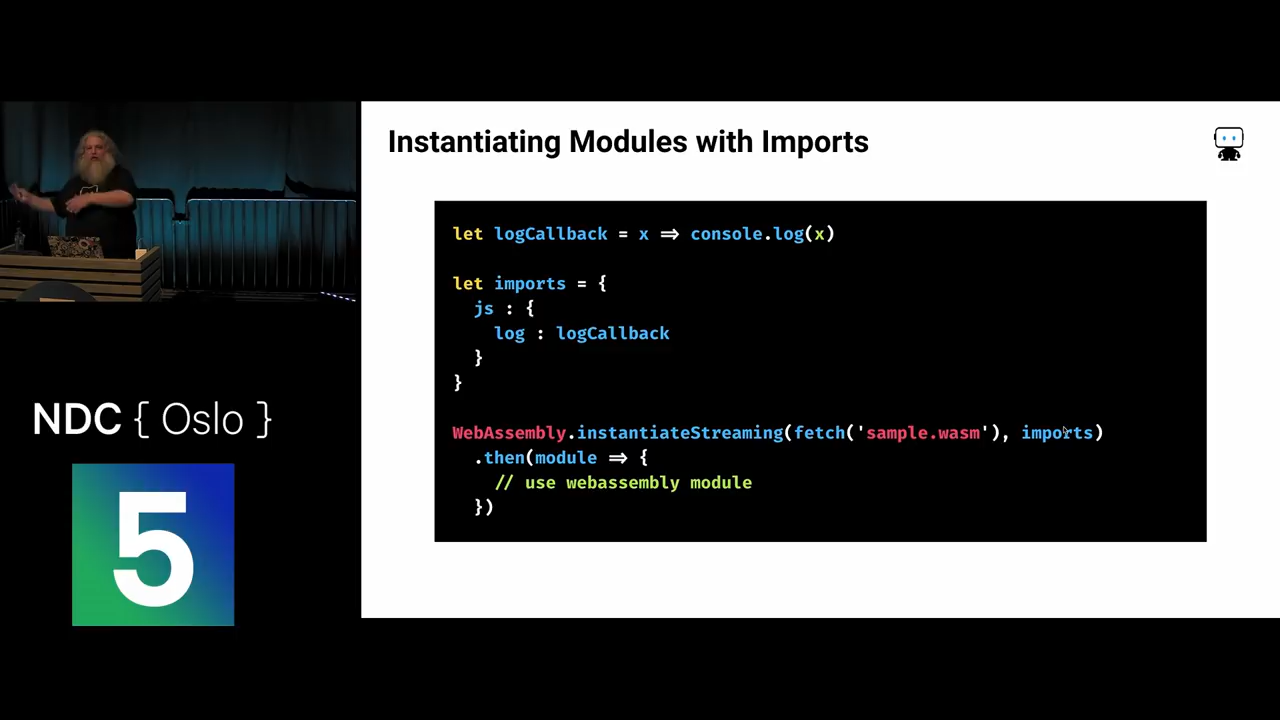 Instantiating Modules with Imports
let logCallback = x => console.log(x)
let imports = {
js : {
log : logCallback
}
}
WebAssembly.instantiateStreaming(fetch('sample.wasm'), imports)
.then(module => {
// use webassembly module
})
NDC { Oslo }
5